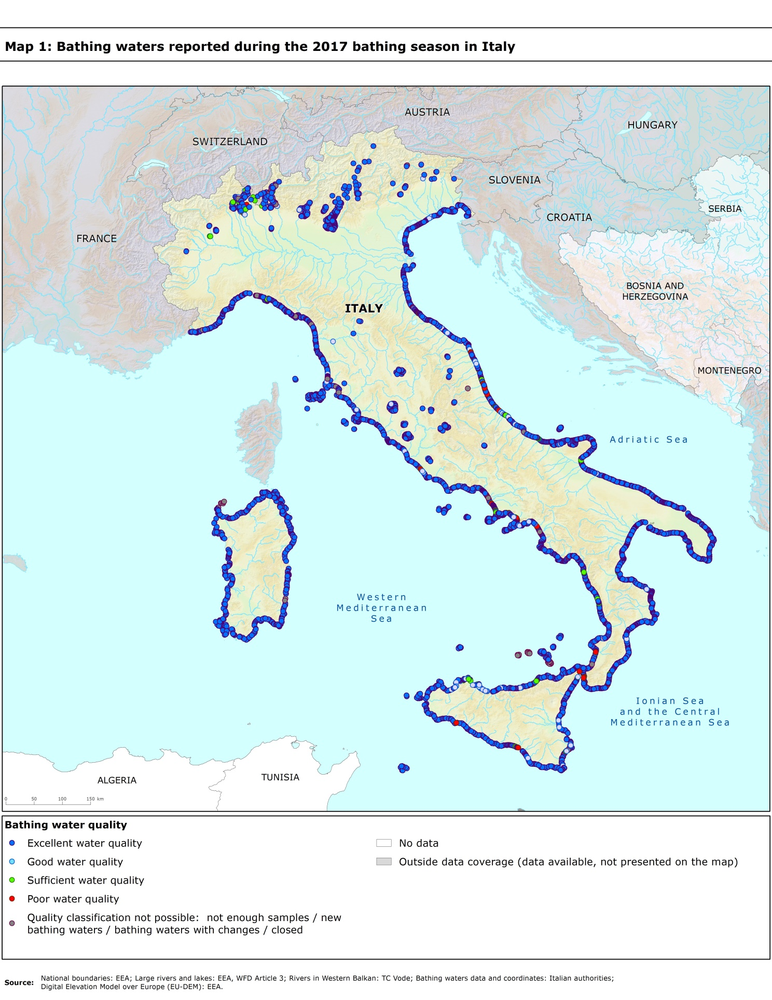 Map 1: Bathing waters reported during the 2017 bathing season in Italy
AUSTRIA
HUNGARY
SWITZERLAND
SLOVENIA
SERBIA
CROATIA
FRANCE
BOSNIA AND
HERZEGOVINA
ITALY
MONTENEGRO
Adriatic Sea
Western
Mediterranean
Sea
Ionian Sea
and the Central
Mediterranean Sea
ALGERIA
TUNISIA
0 50 100 150 km
Bathing water quality
Excellent water quality
Good water quality
Sufficient water quality
Poor water quality
Quality classification not possible: not enough samples / new
bathing waters / bathing waters with changes / closed
No data
Outside data coverage (data available, not presented on the map)
Source: National boundaries: EEA; Large rivers and lakes: EEA, WFD Article 3; Rivers in Western Balkan: TC Vode; Bathing waters data and coordinates: Italian authorities;
Digital Elevation Model over Europe (EU-DEM): EEA.